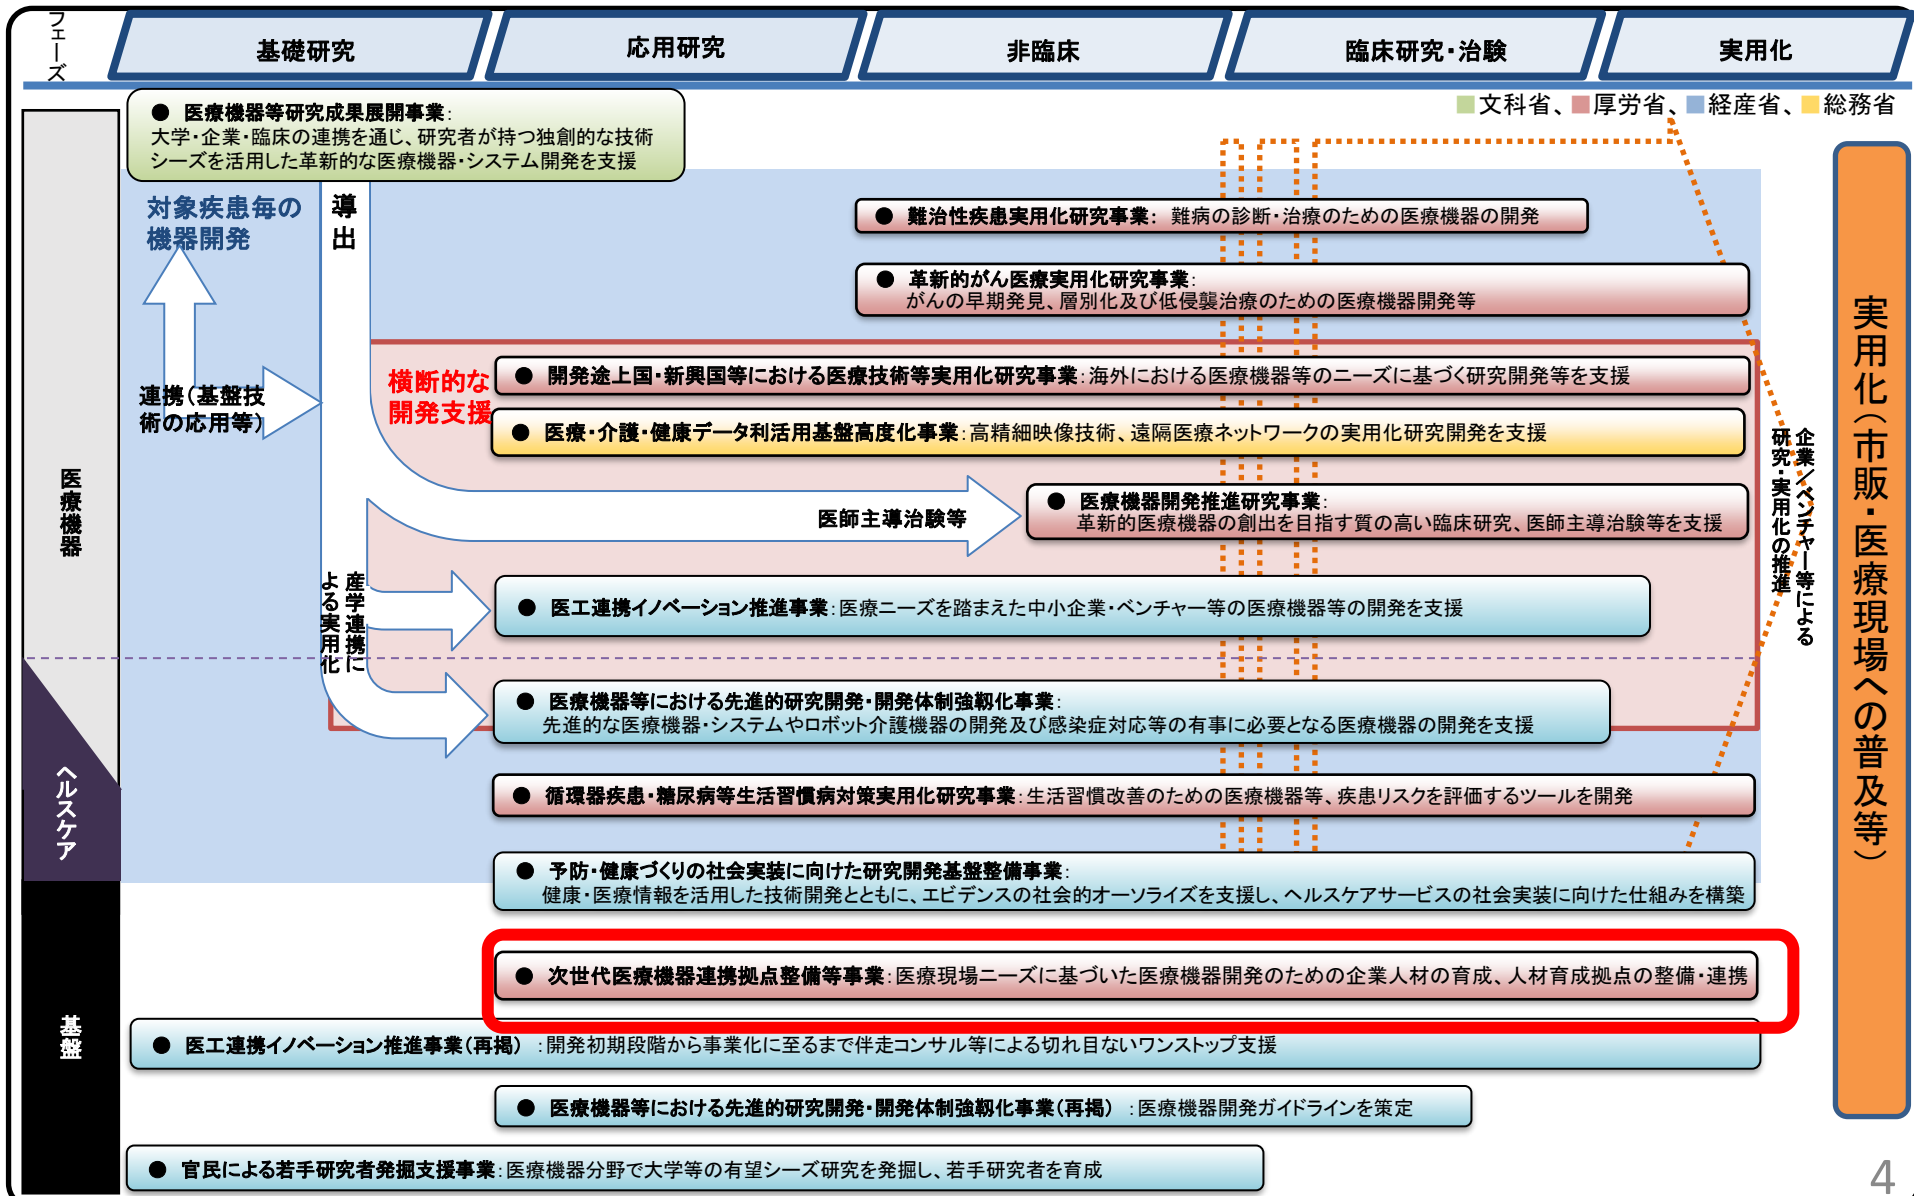 フェーズ
基礎研究
応用研究
非臨床
臨床研究・治験
実用化
■文科省、■厚労省、■経産省、■総務省
● 医療機器等研究成果展開事業：
大学・企業・臨床の連携を通じ、研究者が持つ独創的な技術
シーズを活用した革新的な医療機器・システム開発を支援
対象疾患毎の
機器開発
導出
● 難治性疾患実用化研究事業： 難病の診断・治療のための医療機器の開発
● 革新的がん医療実用化研究事業：
がんの早期発見、層別化及び低侵襲治療のための医療機器開発等
横断的な
開発支援
● 開発途上国・新興国等における医療技術等実用化研究事業：海外における医療機器等のニーズに基づく研究開発等を支援
連携（基盤技
術の応用等）
● 医療・介護・健康データ利活用基盤高度化事業：高精細映像技術、遠隔医療ネットワークの実用化研究開発を支援
医療機器
医師主導治験等
● 医療機器開発推進研究事業：
革新的医療機器の創出を目指す質の高い臨床研究、医師主導治験等を支援
企業／ベンチャー等による
研究・実用化の推進
実用化（市販・医療現場への普及等）
産学連携に
よる実用化
● 医工連携イノベーション推進事業：医療ニーズを踏まえた中小企業・ベンチャー等の医療機器等の開発を支援
● 医療機器等における先進的研究開発・開発体制強靱化事業：
先進的な医療機器・システムやロボット介護機器の開発及び感染症対応等の有事に必要となる医療機器の開発を支援
ヘルスケア
● 循環器疾患・糖尿病等生活習慣病対策実用化研究事業：生活習慣改善のための医療機器等、疾患リスクを評価するツールを開発
● 予防・健康づくりの社会実装に向けた研究開発基盤整備事業：
健康・医療情報を活用した技術開発とともに、エビデンスの社会的オーソライズを支援し、ヘルスケアサービスの社会実装に向けた仕組みを構築
基盤
● 次世代医療機器連携拠点整備等事業：医療現場ニーズに基づいた医療機器開発のための企業人材の育成、人材育成拠点の整備・連携
● 医工連携イノベーション推進事業（再掲） ：開発初期段階から事業化に至るまで伴走コンサル等による切れ目ないワンストップ支援
● 医療機器等における先進的研究開発・開発体制強靱化事業（再掲） ：医療機器開発ガイドラインを策定
● 官民による若手研究者発掘支援事業：医療機器分野で大学等の有望シーズ研究を発掘し、若手研究者を育成
4